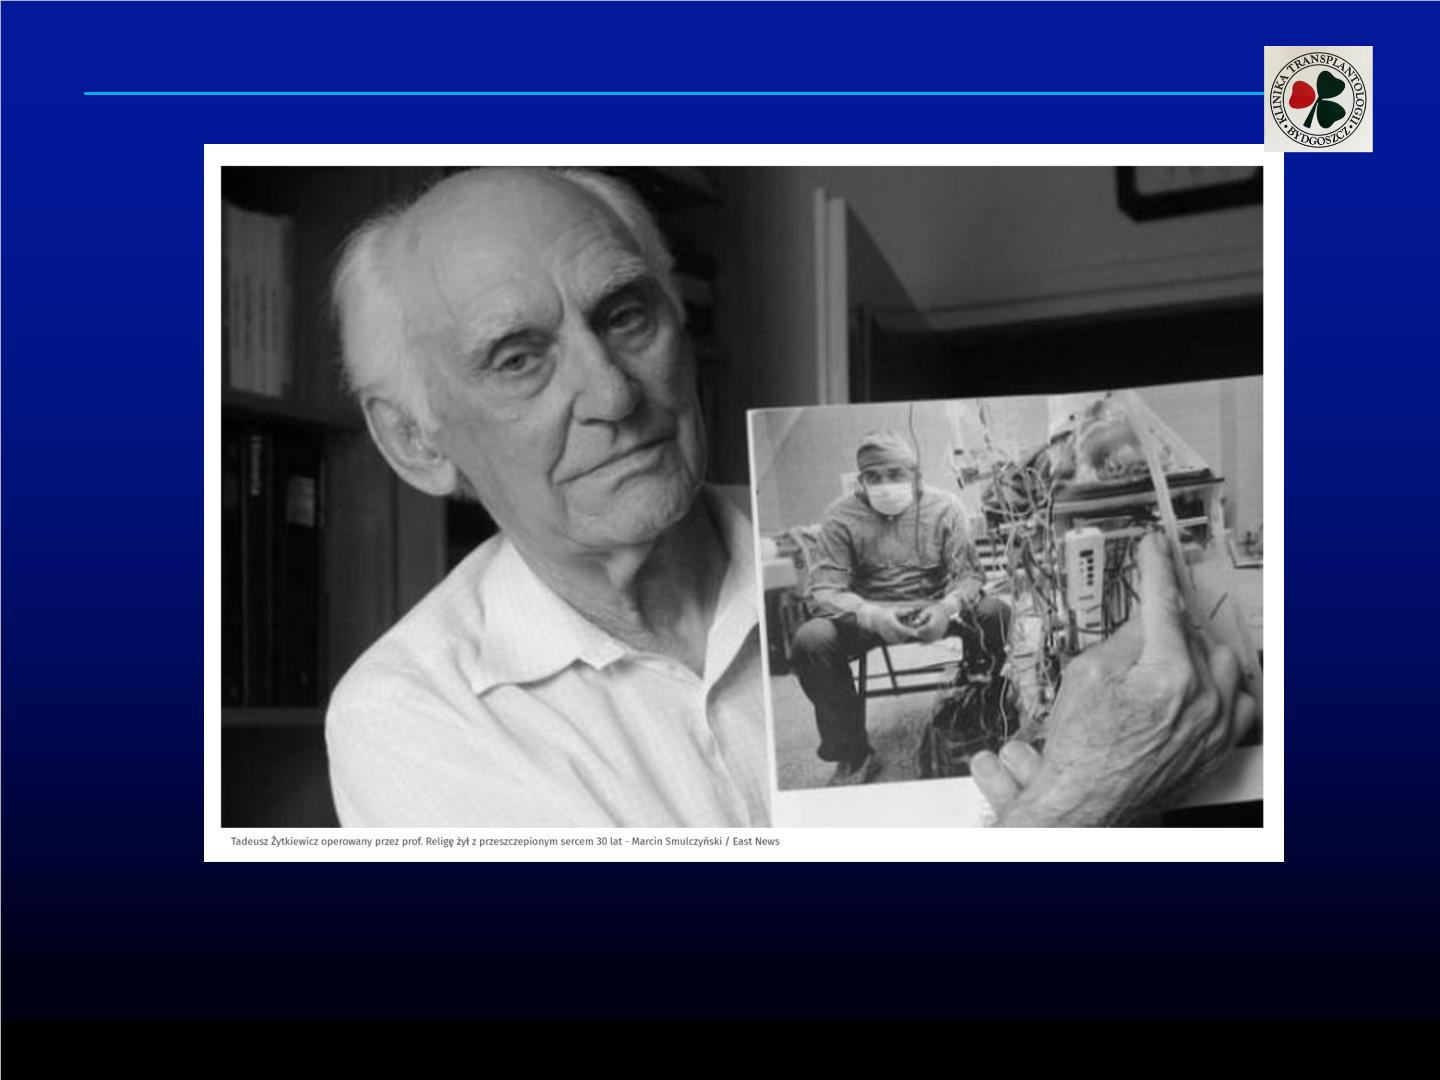 KLINIKA TRANSPLANTOLOGII • BYDGOSZCZ •
Tadeusz Żytkiewicz operowany przez prof. Religę żył z przeszczepionym sercem 30 lat - Marcin Smulczyński / East News